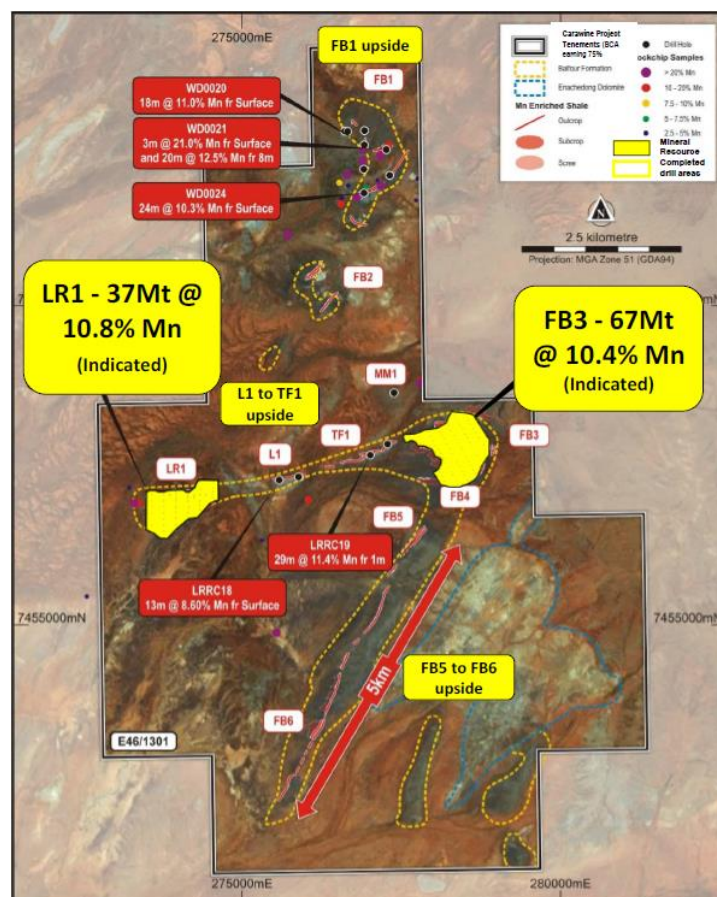 275000mE
FB1 upside
FB1
WD0020
18m @ 11.0% Mn fr Surface
WD0021
3m @ 21.0% Mn fr Surface
and 20m @ 12.5% Mn fr 8m
WD0024
24m @ 10.3% Mn fr Surface
Carawine Project
Tenements (BCA
earning 75%
Balfour Formation
Enacheddong Dolomite
Mn Enriched Shale
Outcrop
Subcrop
Scree
Drill Hole
ockchip Samples
> 20% Mn
10 - 20% Mn
7.5 - 10% Mn
5 - 7.5% Mn
2.5 - 5% Mn
Mineral
Resource
Completed
drill areas
N
2.5 kilometre
Projection: MGA Zone 51 (GDA94)
FB2
LR1 - 37Mt @
10.8% Mn
(Indicated)
FB3 - 67Mt
@ 10.4% Mn
(Indicated)
MM1
L1 to TF1
upside
TF1
FB3
L1
LR1
FB4
FB5
LRRC19
29m @ 11.4% Mn fr 1m
LRRC18
13m @ 8.60% Mn fr Surface
7455000mN
7455000mN
5km
FB5 to FB6
upside
FB6
E46/1301
275000mE
280000mE